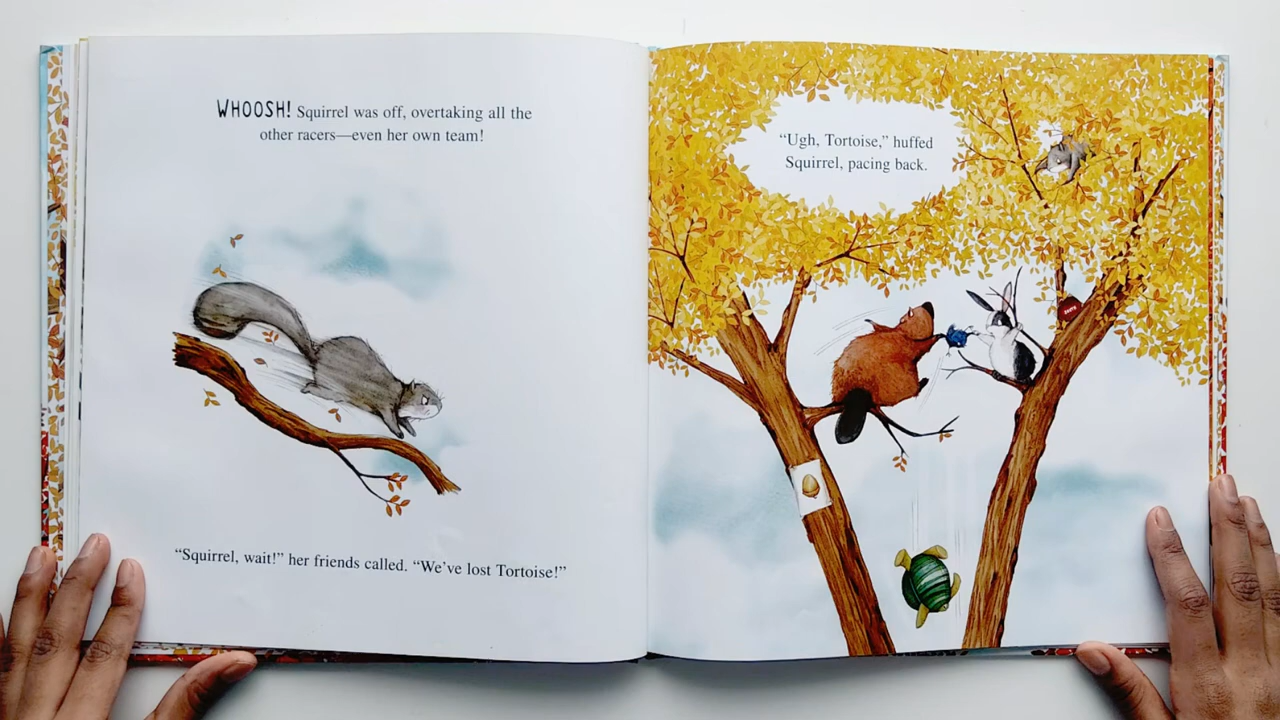 WHOOSH! Squirrel was off, overtaking all the
other racers—even her own team!
“Squirrel, wait!” her friends called. “We’ve lost Tortoise!”
“Ugh, Tortoise,” huffed
Squirrel, pacing back.